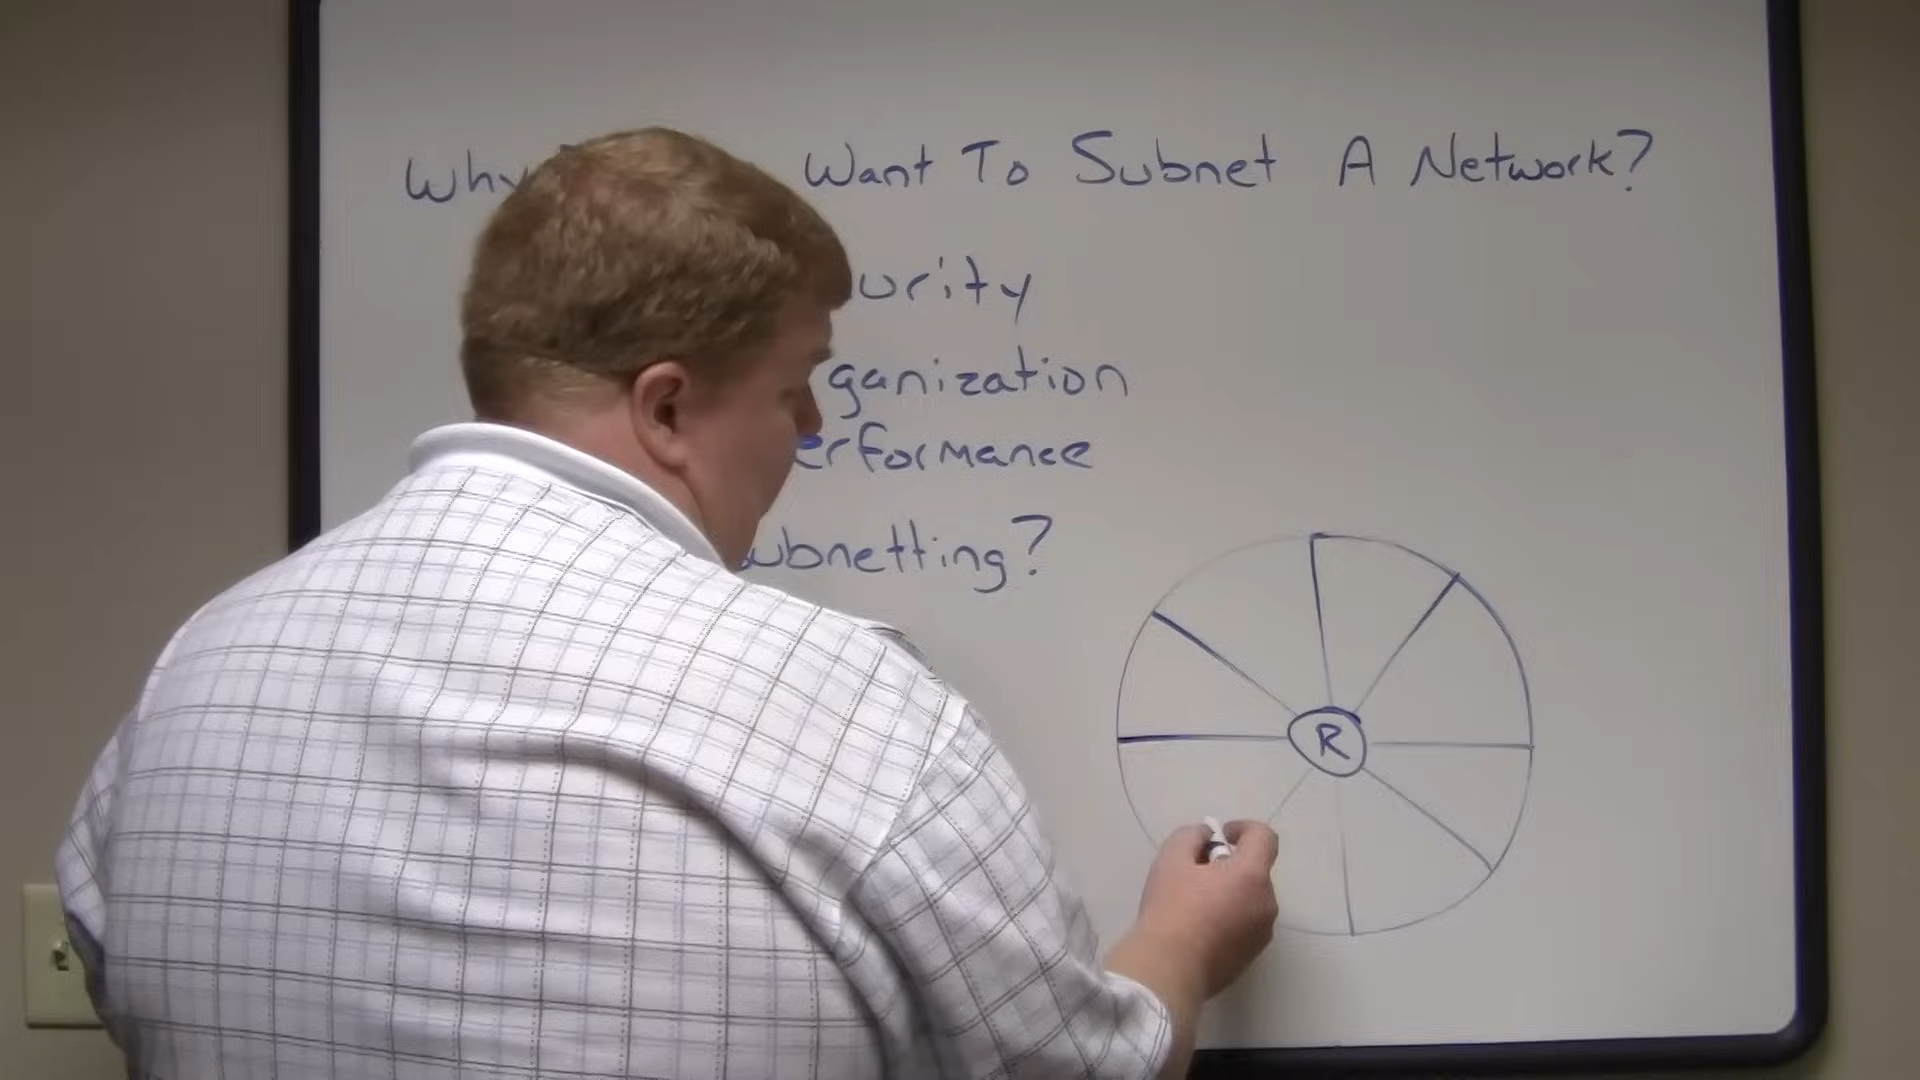 Why Want To Subnet A Network?
urity
ganization
erformance
ubnetting?
R